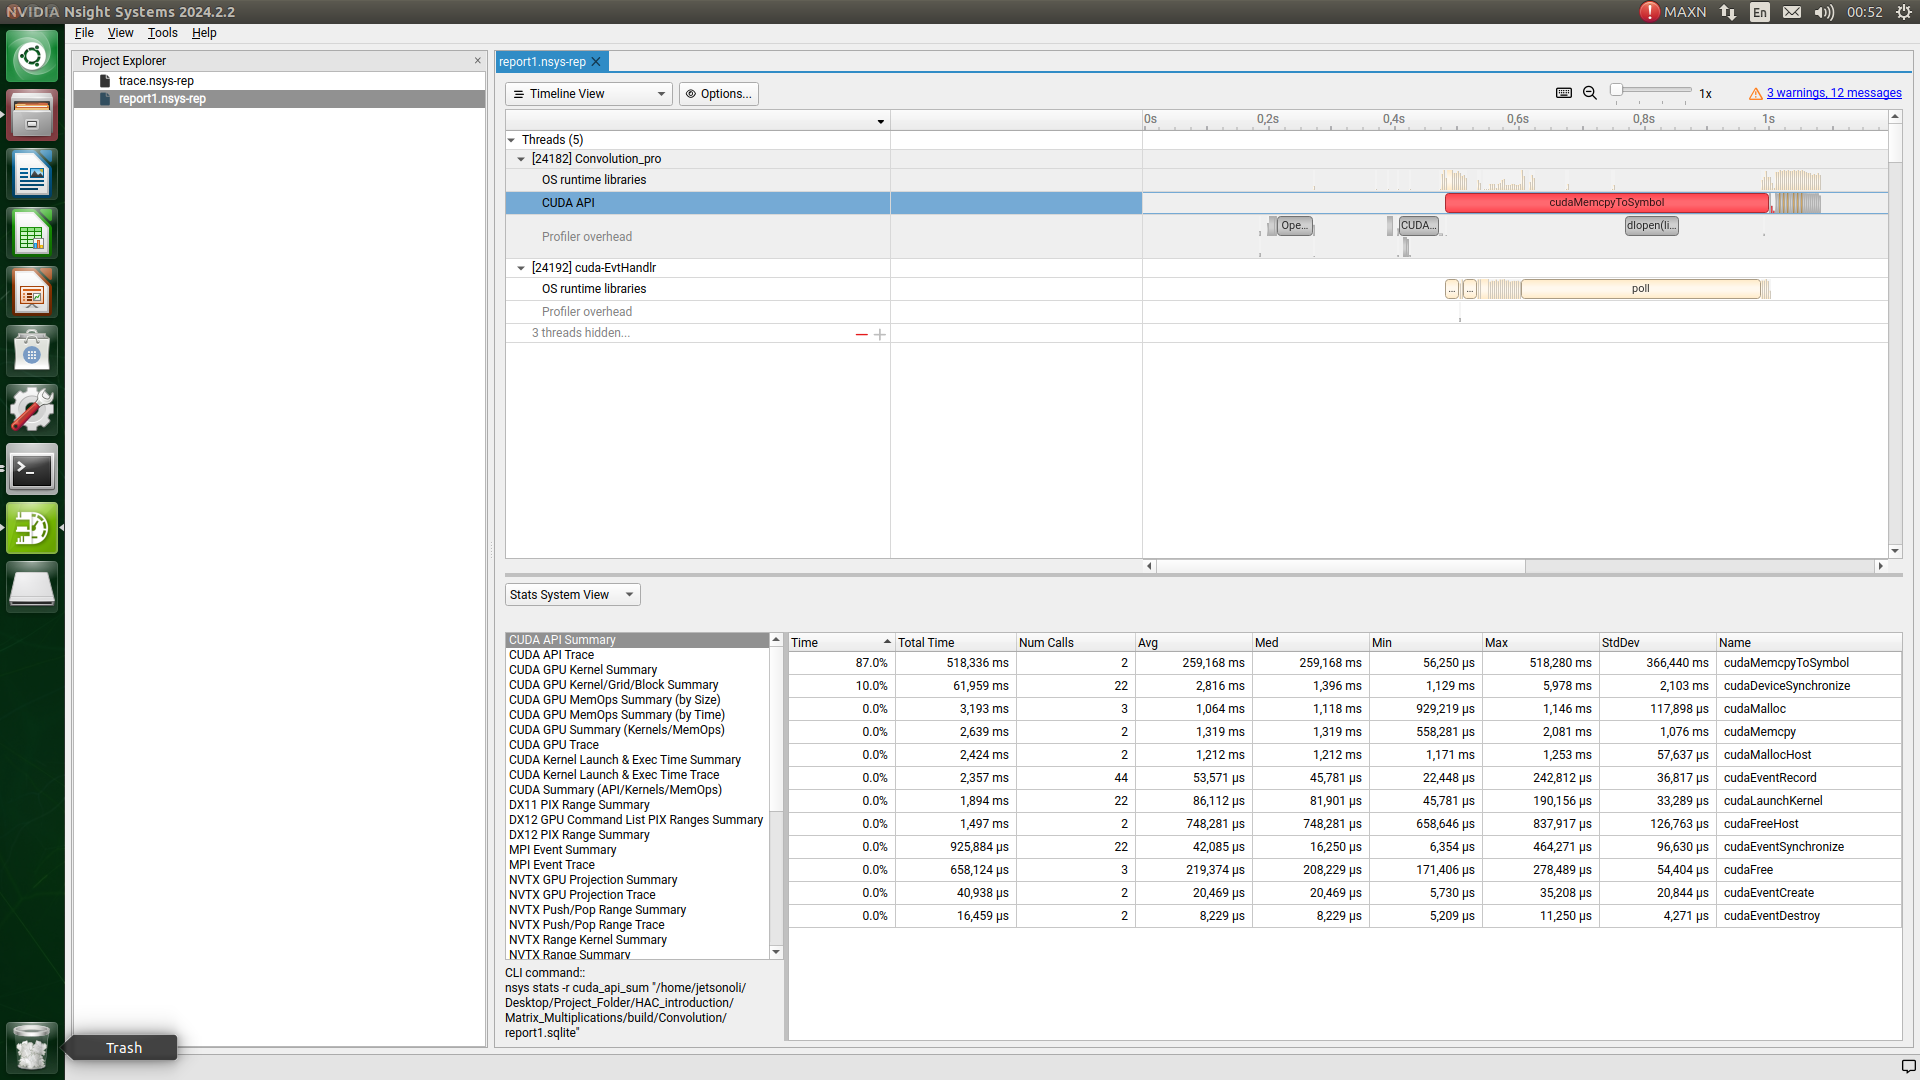 NVIDIA Nsight Systems 2024.2.2
MAXN
En
00:52
File View Tools Help
Project Explorer
trace.nsys-rep
report1.nsys-rep
report1.nsys-rep
Timeline View
Options...
1x
3 warnings, 12 messages
0s 0,2s 0,4s 0,6s 0,8s 1s
Threads (5)
[24182] Convolution_pro
OS runtime libraries
CUDA API
cudaMemcpyToSymbol
Profiler overhead
Ope... CUDA... dlopen(li...
[24192] cuda-EvtHandlr
OS runtime libraries
... ... poll
Profiler overhead
3 threads hidden...
Stats System View
CUDA API Summary
CUDA API Trace
CUDA GPU Kernel Summary
CUDA GPU Kernel/Grid/Block Summary
CUDA GPU MemOps Summary (by Size)
CUDA GPU MemOps Summary (by Time)
CUDA GPU Summary (Kernels/MemOps)
CUDA GPU Trace
CUDA Kernel Launch & Exec Time Summary
CUDA Kernel Launch & Exec Time Trace
CUDA Summary (API/Kernels/MemOps)
DX11 PIX Range Summary
DX12 GPU Command List PIX Ranges Summary
DX12 PIX Range Summary
MPI Event Summary
MPI Event Trace
NVTX GPU Projection Summary
NVTX GPU Projection Trace
NVTX Push/Pop Range Summary
NVTX Push/Pop Range Trace
NVTX Range Kernel Summary
NVTX Range Summary
CLI command::
nsys stats -r cuda_api_sum "/home/jetsonoli/
Desktop/Project_Folder/HAC_introduction/
Matrix_Multiplications/build/Convolution/
report1.sqlite"
Time Total Time Num Calls Avg Med Min Max StdDev Name
87.0% 518,336 ms 2 259,168 ms 259,168 ms 56,250 μs 518,280 ms 366,440 ms cudaMemcpyToSymbol
10.0% 61,959 ms 22 2,816 ms 1,396 ms 1,129 ms 5,978 ms 2,103 ms cudaDeviceSynchronize
0.0% 3,193 ms 3 1,064 ms 1,118 ms 929,219 μs 1,146 ms 117,898 μs cudaMalloc
0.0% 2,639 ms 2 1,319 ms 1,319 ms 558,281 μs 2,081 ms 1,076 ms cudaMemcpy
0.0% 2,424 ms 2 1,212 ms 1,212 ms 1,171 ms 1,253 ms 57,637 μs cudaMallocHost
0.0% 2,357 ms 44 53,571 μs 45,781 μs 22,448 μs 242,812 μs 36,817 μs cudaEventRecord
0.0% 1,894 ms 22 86,112 μs 81,901 μs 45,781 μs 190,156 μs 33,289 μs cudaLaunchKernel
0.0% 1,497 ms 2 748,281 μs 748,281 μs 658,646 μs 837,917 μs 126,763 μs cudaFreeHost
0.0% 925,884 μs 22 42,085 μs 16,250 μs 6,354 μs 464,271 μs 96,630 μs cudaEventSynchronize
0.0% 658,124 μs 3 219,374 μs 208,229 μs 171,406 μs 278,489 μs 54,404 μs cudaFree
0.0% 40,938 μs 2 20,469 μs 20,469 μs 5,730 μs 35,208 μs 20,844 μs cudaEventCreate
0.0% 16,459 μs 2 8,229 μs 8,229 μs 5,209 μs 11,250 μs 4,271 μs cudaEventDestroy
Trash